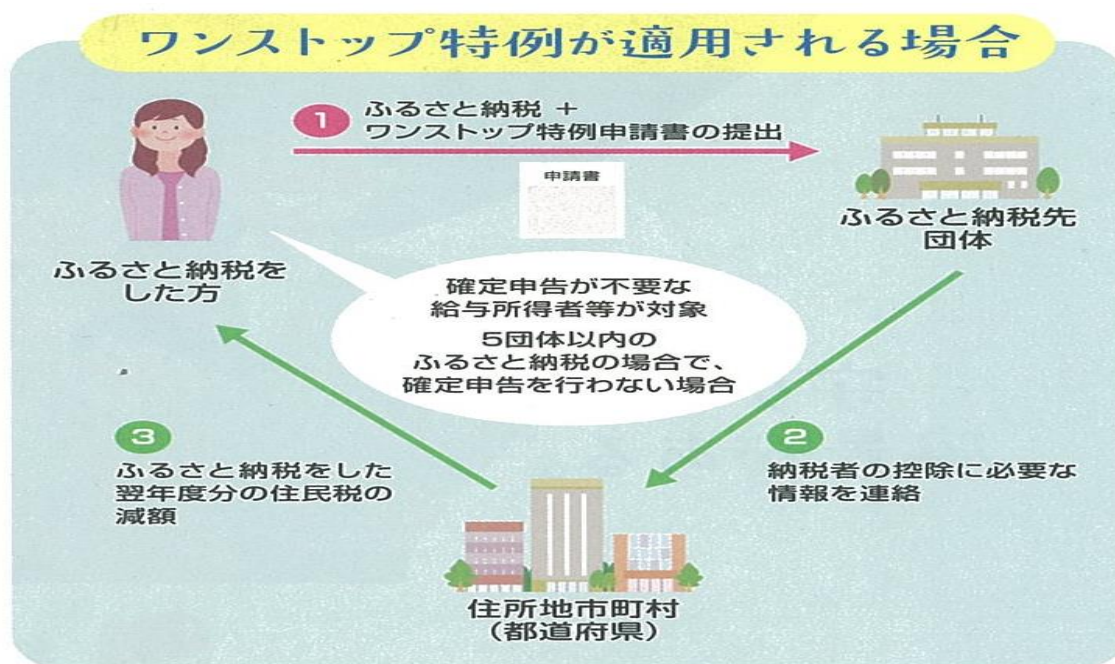 ワンストップ特例が適用される場合
1 ふるさと納税 +
ワンストップ特例申請書の提出
申請書
ふるさと納税先
団体
ふるさと納税を
した方
確定申告が不要な
給与所得者等が対象
5団体以内の
ふるさと納税の場合で、
確定申告を行わない場合
3
ふるさと納税をした
翌年度分の住民税の
減額
2
納税者の控除に必要な
情報を連絡
住所地市町村
(都道府県)